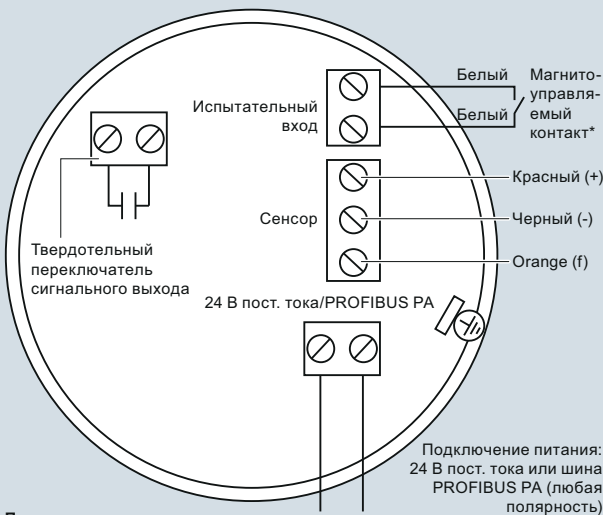 Белый
Магнито-
управля-
емый
контакт*
Белый
Испытательный
вход
Красный (+)
Сенсор
Черный (-)
Orange (f)
Твердотельный
переключатель
сигнального выхода
24 В пост. тока/PROFIBUS PA
Подключение питания:
24 В пост. тока или шина
PROFIBUS PA (любая
полярность)